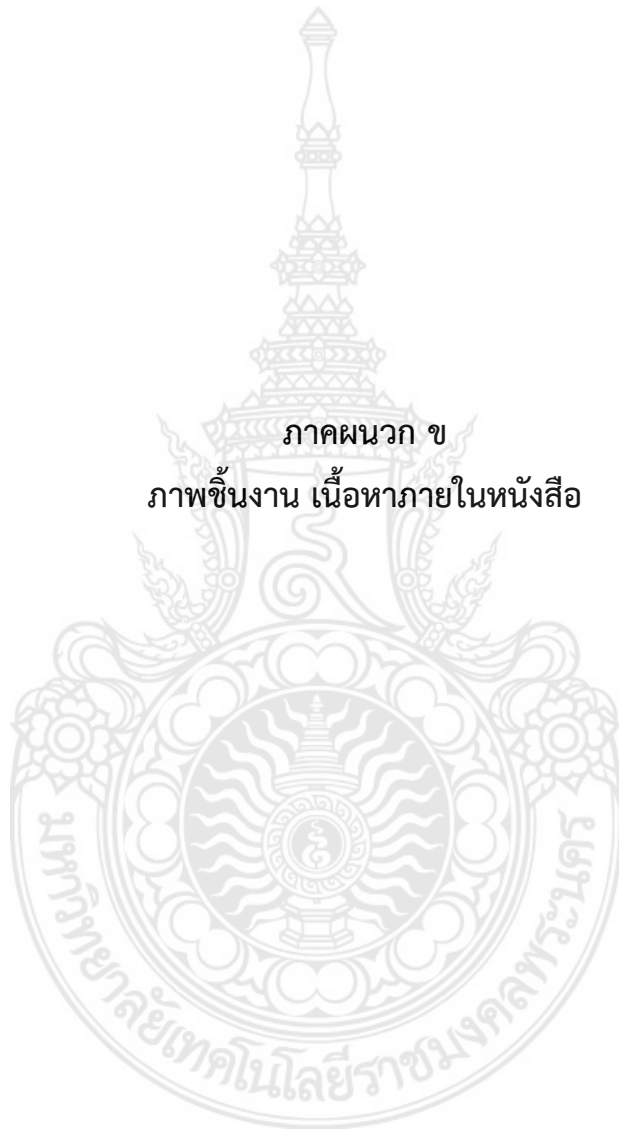 ภาคผนวก ข
ภาพชิ้นงาน เนื้อหาภายในหนังสือ
มหาวิทยาลัยเทคโนโลยีราชมงคลพระนคร